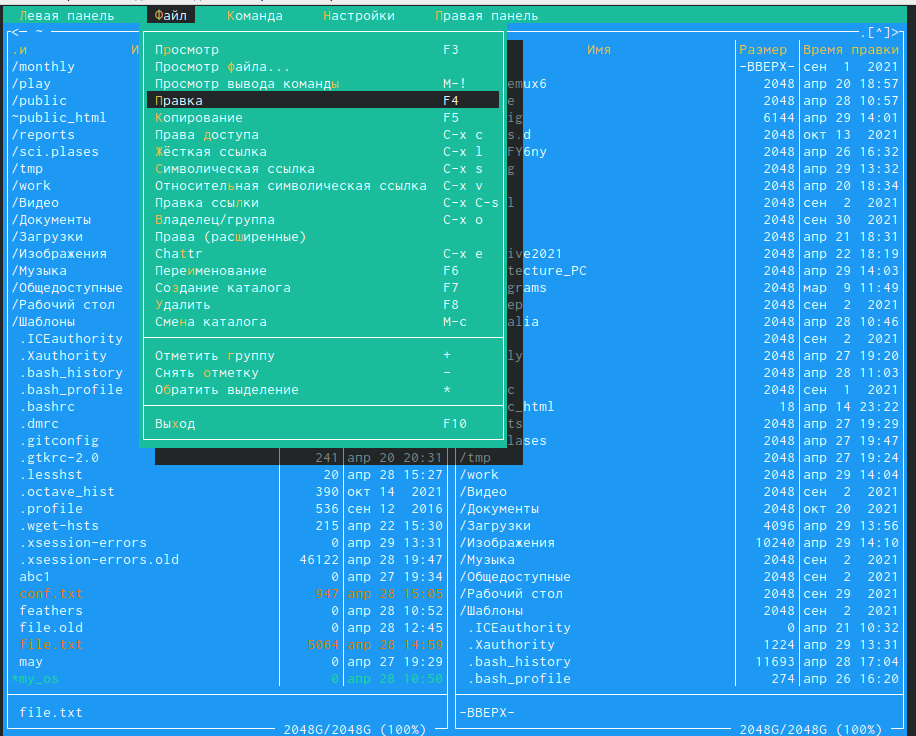 Левая панель Файл Команда Настройки Правая панель
<─ ~ .[^]>
.и И Имя Размер Время правки
/monthly Просмотр F3 -ВВЕРХ- сен 1 2021
/play Просмотр файла... 2048 апр 20 18:57
/public Просмотр вывода команды M-! emux6 2048 апр 28 10:57
Правка F4
~public_html Копирование F5 6144 апр 29 14:01
/reports Права доступа C-x c s.d 2048 окт 13 2021
/sci.plases Жёсткая ссылка C-x l FY6ny 2048 апр 26 16:32
/tmp Символическая ссылка C-x s 2048 апр 29 13:32
/work Относительная символическая ссылка C-x v 2048 апр 20 18:34
/Видео Правка ссылки C-x C-s l 2048 сен 2 2021
/Документы Владелец/группа C-x o 2048 сен 30 2021
/Загрузки Права (расширенные) 2048 апр 21 18:31
/Изображения Chattr C-x e ive2021 2048 апр 22 18:19
/Музыка Переименование F6 tecture_PC 2048 апр 29 14:03
/Общедоступные Создание каталога F7 grams 2048 мар 9 11:49
/Рабочий стол Удалить F8 ep 2048 сен 2 2021
/Шаблоны Смена каталога M-c alia 2048 апр 28 10:46
.ICEauthority 2048 сен 2 2021
.Xauthority Отметить группу + ly 2048 апр 27 19:20
.bash_history Снять отметку - 2048 апр 28 11:03
.bash_profile Обратить выделение * c 2048 сен 1 2021
.bashrc c_html 18 апр 14 23:22
.dmrc Выход F10 ts 2048 апр 27 19:29
.gitconfig lases 2048 апр 27 19:47
.gtkrc-2.0 241 апр 20 20:31 /tmp 2048 апр 27 19:24
.lesshst 20 апр 28 15:27 /work 2048 апр 29 14:04
.octave_hist 390 окт 14 2021 /Видео 2048 сен 2 2021
.profile 536 сен 12 2016 /Документы 2048 окт 20 2021
.wget-hsts 215 апр 22 15:30 /Загрузки 4096 апр 29 13:56
.xsession-errors 0 апр 29 13:31 /Изображения 10240 апр 29 14:10
.xsession-errors.old 46122 апр 28 19:47 /Музыка 2048 сен 2 2021
abc1 0 апр 27 19:34 /Общедоступные 2048 сен 2 2021
conf.txt 947 апр 28 15:05 /Рабочий стол 2048 сен 29 2021
feathers 0 апр 28 10:52 /Шаблоны 2048 сен 2 2021
file.old 0 апр 28 12:45 .ICEauthority 0 апр 21 10:32
file.txt 5064 апр 28 14:59 .Xauthority 1224 апр 29 13:31
may 0 апр 27 19:29 .bash_history 11693 апр 28 17:04
*my_os 0 апр 28 10:50 .bash_profile 274 апр 26 16:20
file.txt -ВВЕРХ-
2048G/2048G (100%) 2048G/2048G (100%)